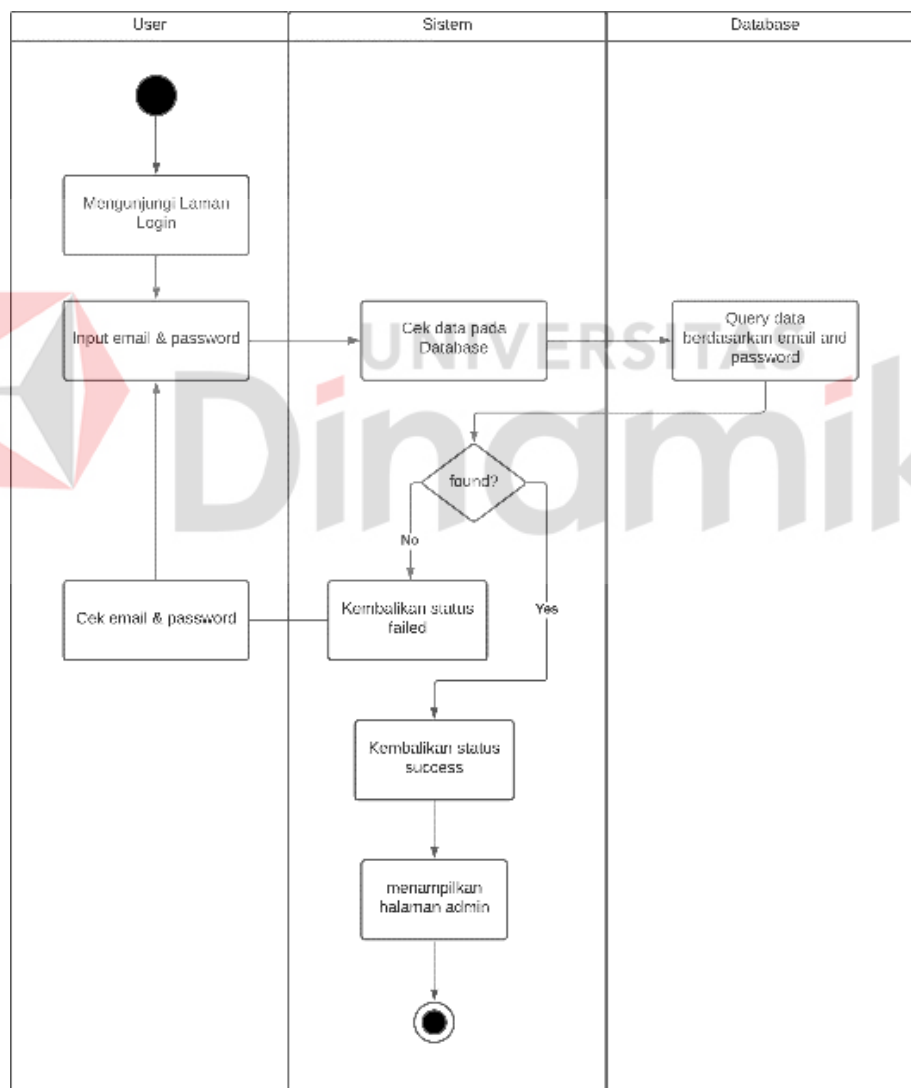 User
Sistem
Database
Mengunjungi Laman
Login
Input email & password
Cek data pada
Database
Query data
berdasarkan email and
password
UNIVERSITAS
Dinamik
found?
No
Yes
Cek email & password
Kembalikan status
failed
Kembalikan status
success
menampilkan
halaman admin